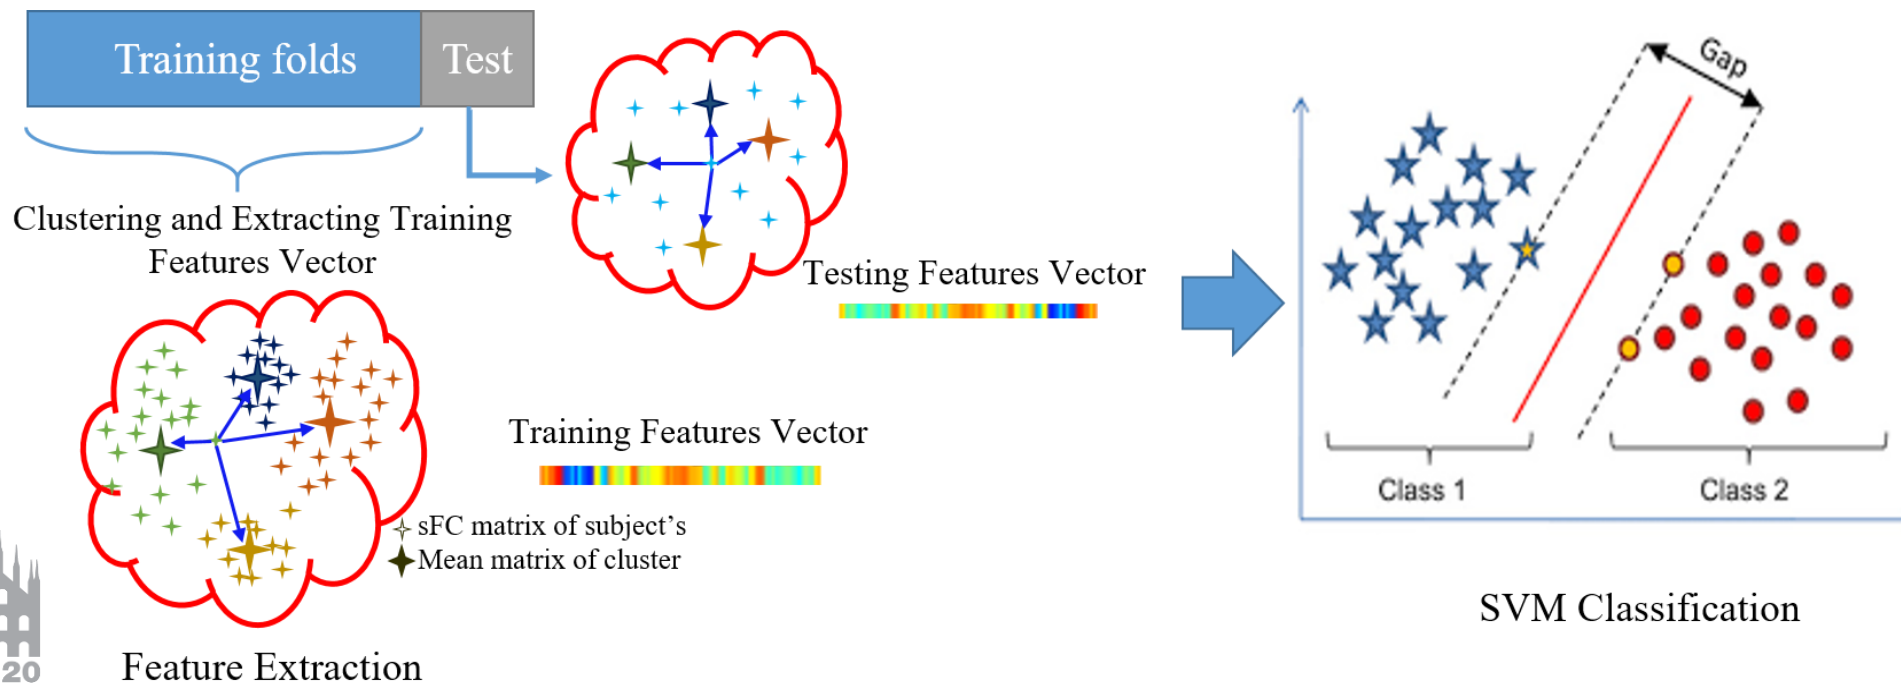 Training folds
Test
Clustering and Extracting Training
Features Vector
Testing Features Vector
Training Features Vector
sFC matrix of subject's
Mean matrix of cluster
Feature Extraction
Gap
Class 1
Class 2
SVM Classification
20